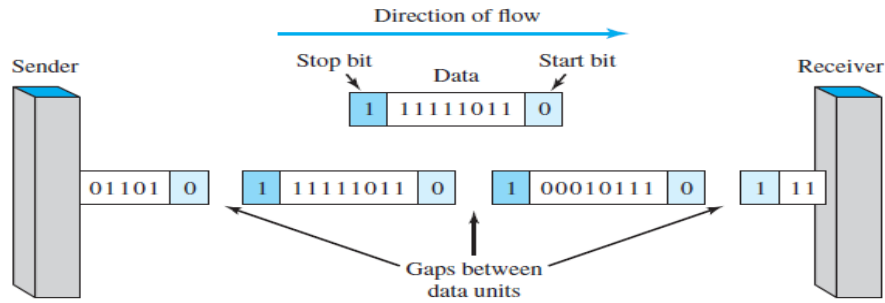 Direction of flow
Sender
Stop bit
Data
Start bit
Receiver
1 11111011 0
01101 0
1 11111011 0
1 00010111 0
1 11
Gaps between
data units